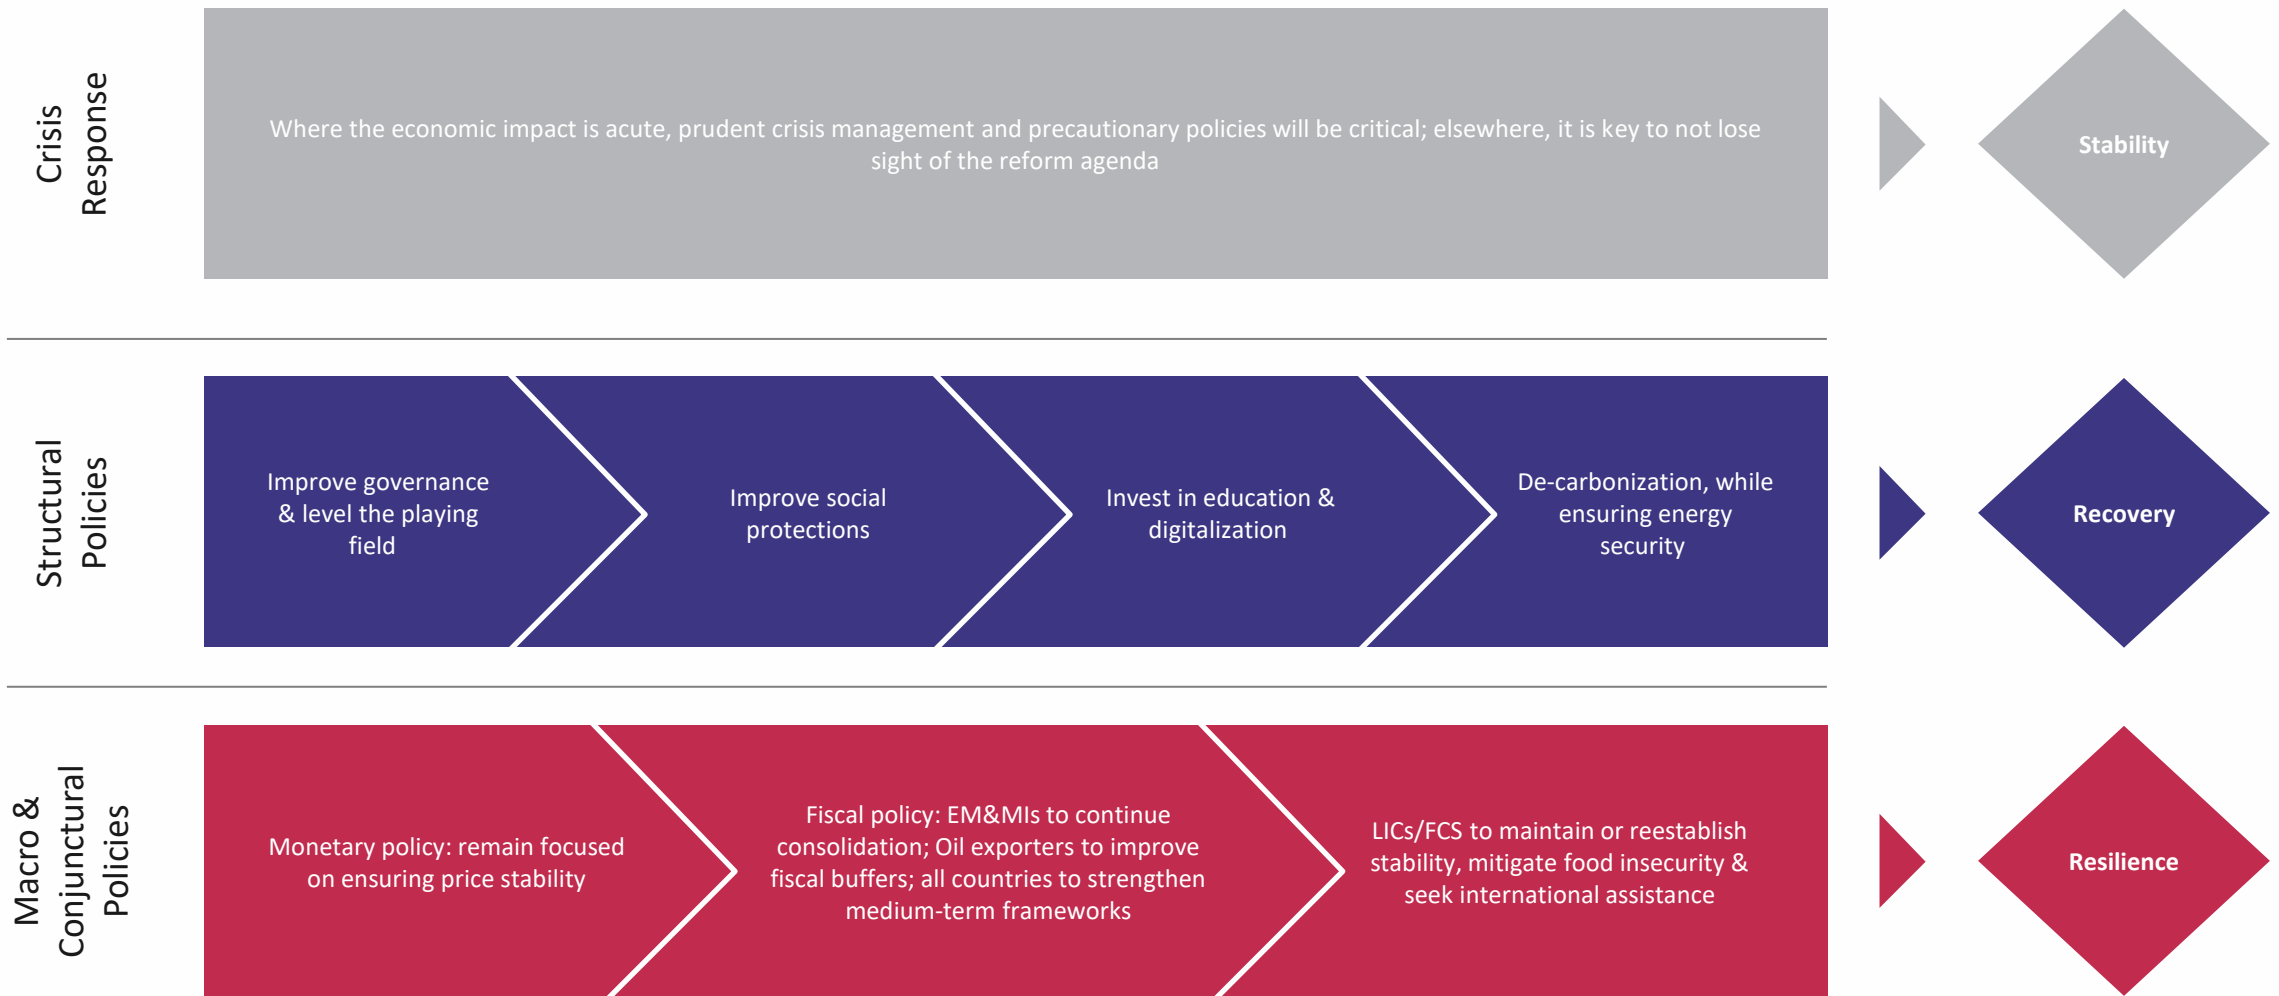 Crisis
Response
Where the economic impact is acute, prudent crisis management and precautionary policies will be critical; elsewhere, it is key to not lose
sight of the reform agenda
Stability
Structural
Policies
Improve governance
& level the playing
field
Improve social
protections
Invest in education &
digitalization
De-carbonization, while
ensuring energy
security
Recovery
Macro &
Conjunctural
Policies
Monetary policy: remain focused
on ensuring price stability
Fiscal policy: EM&MIs to continue
consolidation; Oil exporters to improve
fiscal buffers; all countries to strengthen
medium-term frameworks
LICs/FCS to maintain or reestablish
stability, mitigate food insecurity &
seek international assistance
Resilience